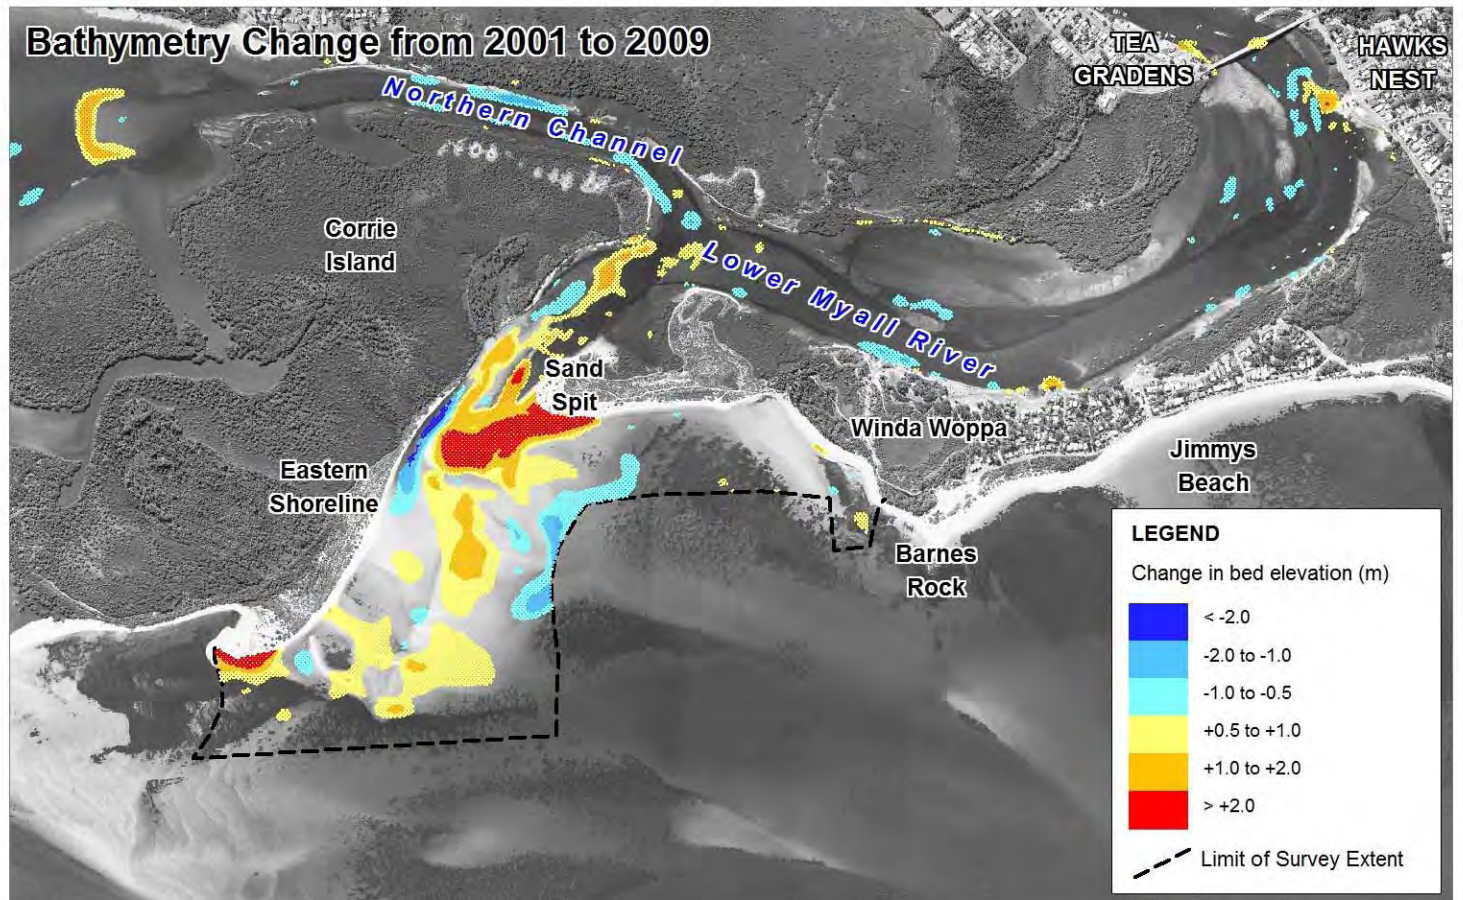 Bathymetry Change from 2001 to 2009
TEA
GRADENS
HAWKS
NEST
Northern Channel
Corrie
Island
Lower Myall River
Sand
Spit
Winda Woppa
Eastern
Shoreline
Jimmys
Beach
Barnes
Rock
LEGEND
Change in bed elevation (m)
< -2.0
-2.0 to -1.0
-1.0 to -0.5
+0.5 to +1.0
+1.0 to +2.0
> +2.0
Limit of Survey Extent